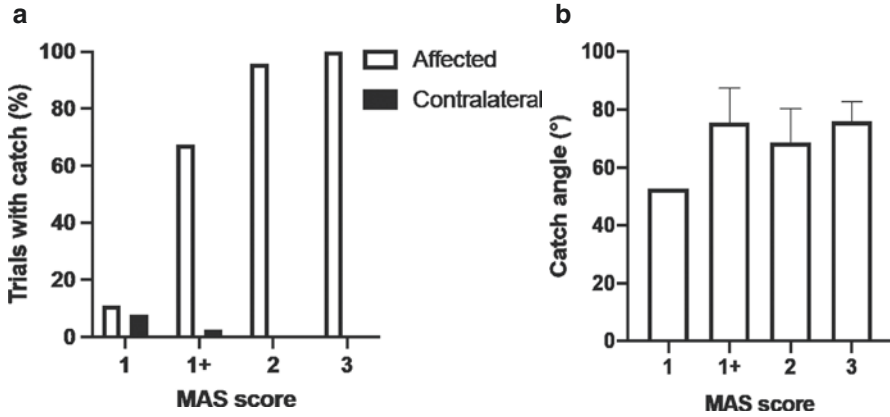 a
100
80
60
40
20
0
Trials with catch (%)
1 1+ 2 3
MAS score
Affected
Contralateral
b
100
80
60
40
20
0
Catch angle (°)
1 1+ 2 3
MAS score